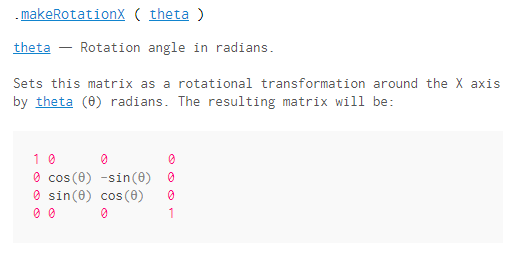 .makeRotationX ( theta )
theta — Rotation angle in radians.
Sets this matrix as a rotational transformation around the X axis
by theta (θ) radians. The resulting matrix will be:
1 0      0       0
0 cos(θ) -sin(θ) 0
0 sin(θ) cos(θ)  0
0 0      0       1